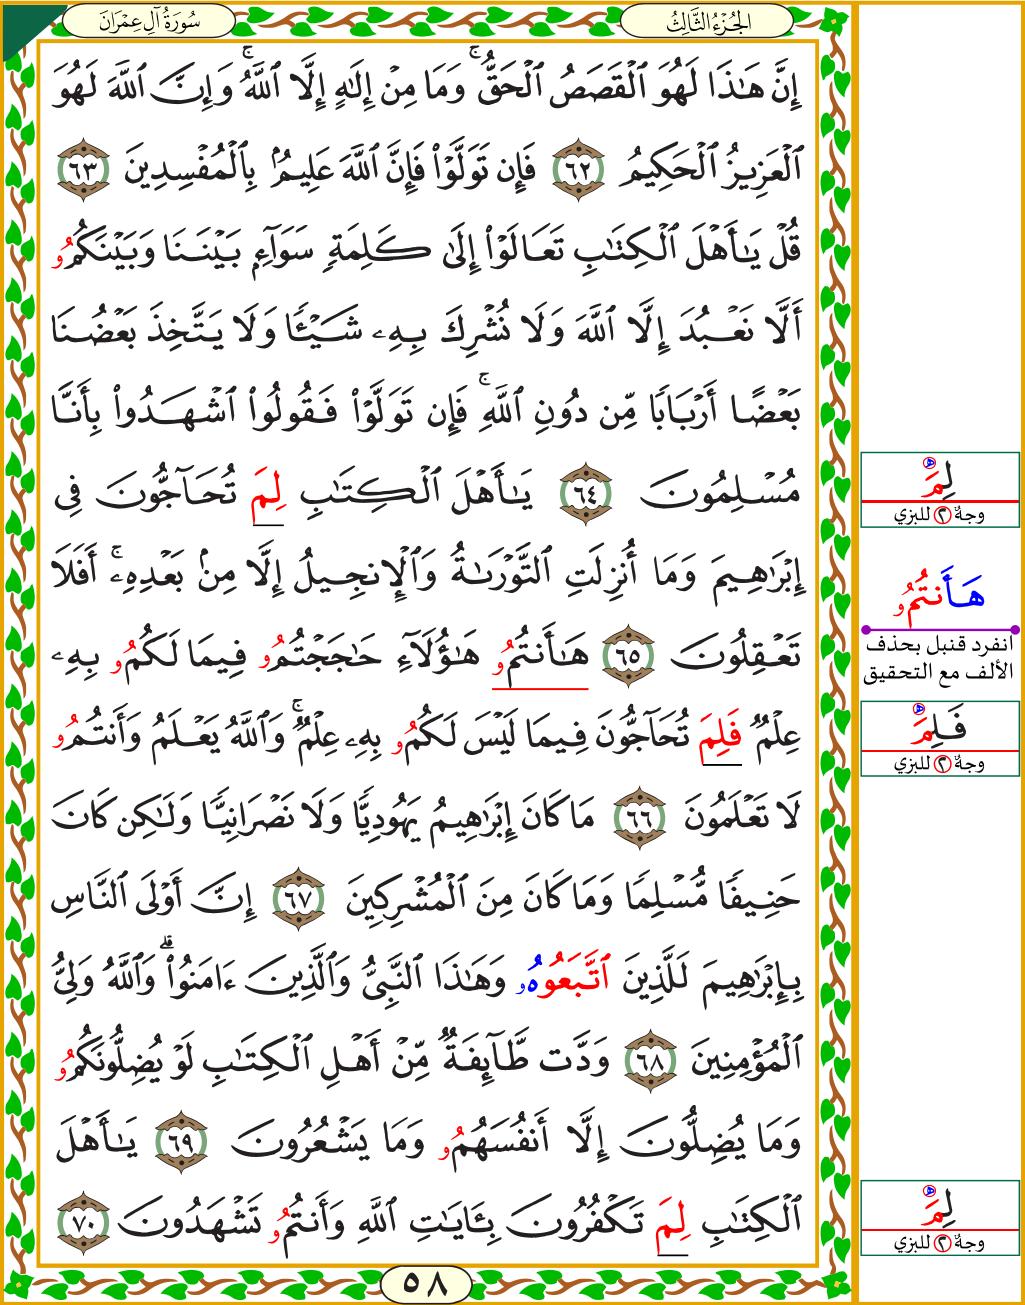 سُورَةُ آلِ عِمْرَانَ
الجُزْءُ الثَّالِثُ
إِنَّ هَٰذَا لَهُوَ ٱلْقَصَصُ ٱلْحَقُّ ۚ وَمَا مِنْ إِلَٰهٍ إِلَّا ٱللَّهُ ۚ وَإِنَّ ٱللَّهَ لَهُوَ
ٱلْعَزِيزُ ٱلْحَكِيمُ ٦٢ فَإِن تَوَلَّوْا۟ فَإِنَّ ٱللَّهَ عَلِيمٌۢ بِٱلْمُفْسِدِينَ ٦٣
قُلْ يَٰٓأَهْلَ ٱلْكِتَٰبِ تَعَالَوْا۟ إِلَىٰ كَلِمَةٍۢ سَوَآءٍۭ بَيْنَنَا وَبَيْنَكُمُۥ
أَلَّا نَعْبُدَ إِلَّا ٱللَّهَ وَلَا نُشْرِكَ بِهِۦ شَيْـًٔا وَلَا يَتَّخِذَ بَعْضُنَا
بَعْضًا أَرْبَابًا مِّن دُونِ ٱللَّهِ ۚ فَإِن تَوَلَّوْا۟ فَقُولُوا۟ ٱشْهَدُوا۟ بِأَنَّا
مُسْلِمُونَ ٦٤ يَٰٓأَهْلَ ٱلْكِتَٰبِ لِمَ تُحَآجُّونَ فِىٓ
إِبْرَٰهِيمَ وَمَآ أُنزِلَتِ ٱلتَّوْرَىٰةُ وَٱلْإِنجِيلُ إِلَّا مِنۢ بَعْدِهِۦٓ ۚ أَفَلَا
تَعْقِلُونَ ٦٥ هَٰٓأَنتُمُۥ هَٰٓؤُلَآءِ حَٰجَجْتُمُۥ فِيمَا لَكُمُۥ بِهِۦ
عِلْمٌ فَلِمَ تُحَآجُّونَ فِيمَا لَيْسَ لَكُمُۥ بِهِۦ عِلْمٌ ۚ وَٱللَّهُ يَعْلَمُ وَأَنتُمُۥ
لَا تَعْلَمُونَ ٦٦ مَا كَانَ إِبْرَٰهِيمُ يَهُودِيًّا وَلَا نَصْرَانِيًّا وَلَٰكِن كَانَ
حَنِيفًا مُّسْلِمًا وَمَا كَانَ مِنَ ٱلْمُشْرِكِينَ ٦٧ إِنَّ أَوْلَى ٱلنَّاسِ
بِإِبْرَٰهِيمَ لَلَّذِينَ ٱتَّبَعُوهُۥ وَهَٰذَا ٱلنَّبِىُّ وَٱلَّذِينَ ءَامَنُوا۟ ۗ وَٱللَّهُ وَلِىُّ
ٱلْمُؤْمِنِينَ ٦٨ وَدَّت طَّآئِفَةٌ مِّنْ أَهْلِ ٱلْكِتَٰبِ لَوْ يُضِلُّونَكُمُۥ
وَمَا يُضِلُّونَ إِلَّآ أَنفُسَهُمُۥ وَمَا يَشْعُرُونَ ٦٩ يَٰٓأَهْلَ
ٱلْكِتَٰبِ لِمَ تَكْفُرُونَ بِـَٔايَٰتِ ٱللَّهِ وَأَنتُمُۥ تَشْهَدُونَ ٧٠
٥٨
لِمَهْ
وجهٌ ٢ للبزي
هَأَنتُمُۥ
انفرد قنبل بحذف
الألف مع التحقيق
فَلِمَهْ
وجهٌ ٢ للبزي
لِمَهْ
وجهٌ ٢ للبزي